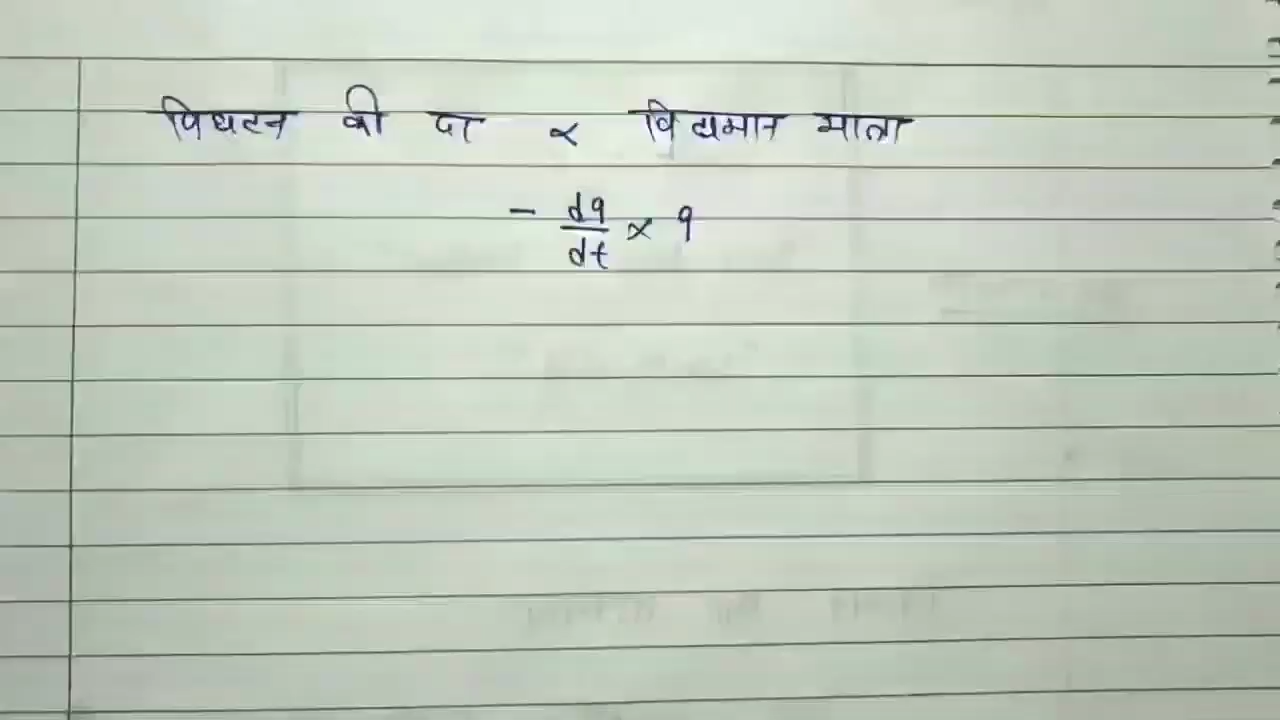 विघटन की दर ∝ विद्यमान मात्रा
- dq/dt ∝ q